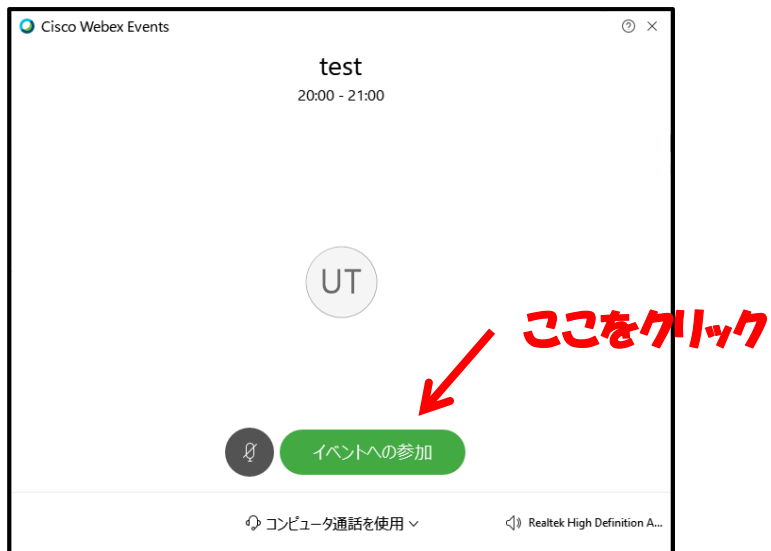 Cisco Webex Events
test
20:00 - 21:00
UT
ここをクリック
イベントへの参加
コンピュータ通話を使用
Realtek High Definition A...